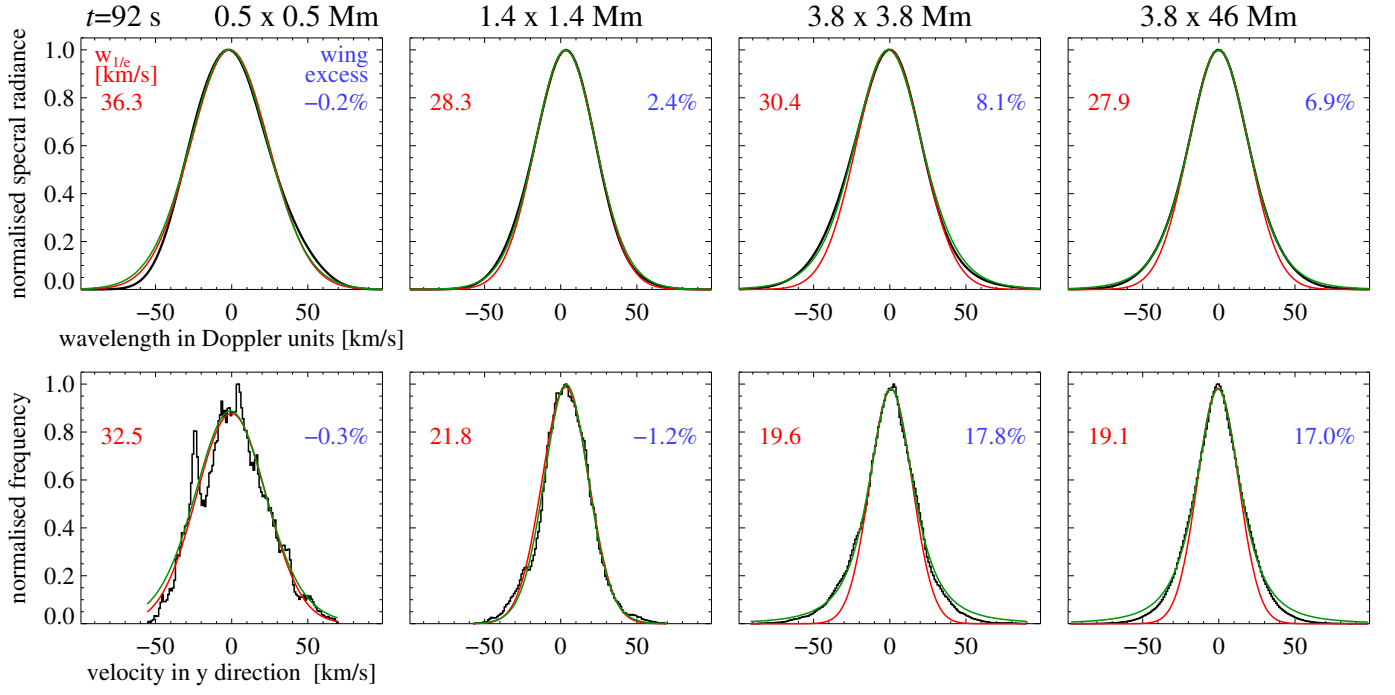 t=92 s 0.5 x 0.5 Mm 1.4 x 1.4 Mm 3.8 x 3.8 Mm 3.8 x 46 Mm
normalised specral radiance
1.0
0.8
0.6
0.4
0.2
0.0
w1/e
[km/s]
36.3
wing
excess
−0.2%
28.3 2.4%
30.4 8.1%
27.9 6.9%
−50 0 50 −50 0 50 −50 0 50 −50 0 50
wavelength in Doppler units [km/s]
normalised frequency
1.0
0.8
0.6
0.4
0.2
0.0
32.5 −0.3%
21.8 −1.2%
19.6 17.8%
19.1 17.0%
−50 0 50 −50 0 50 −50 0 50 −50 0 50
velocity in y direction [km/s]